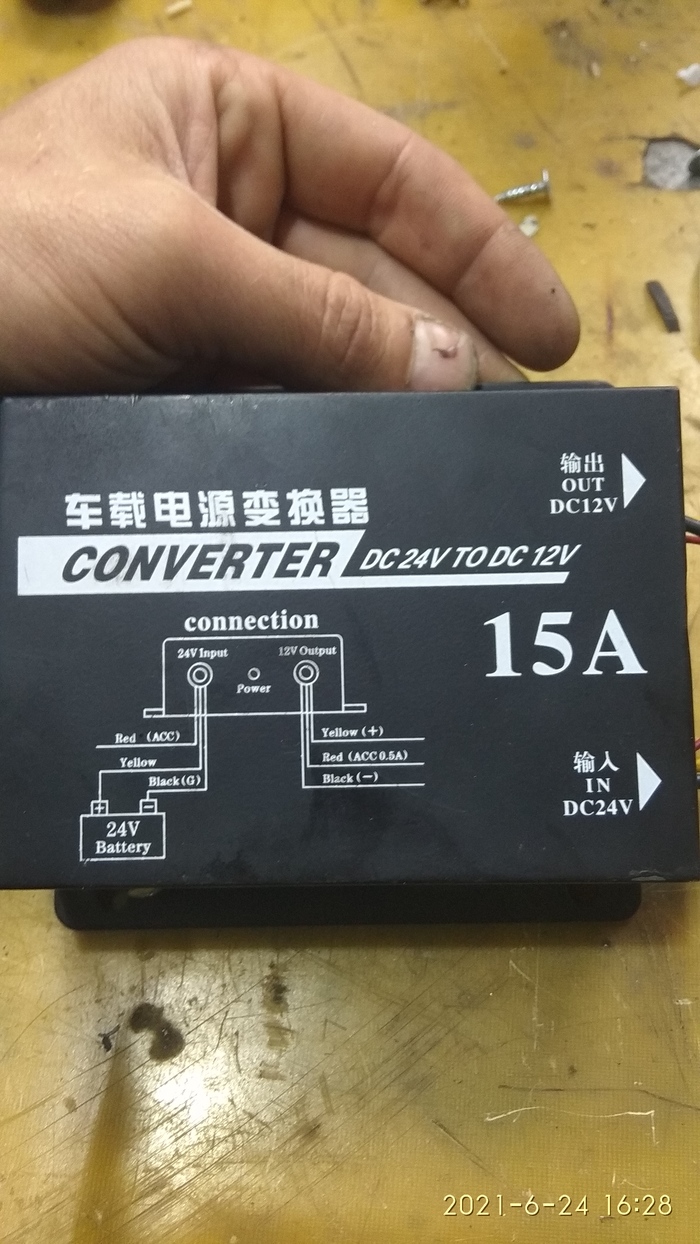 输出
OUT
DC12V
车载电源变换器
CONVERTER DC 24V TO DC 12V
15A
connection
24V Input
12V Output
Power
Red (ACC)
Yellow
Black(G)
Yellow(+)
Red (ACC 0.5A)
Black(-)
+ -
24V
Battery
输入
IN
DC24V
2021-6-24 16:28